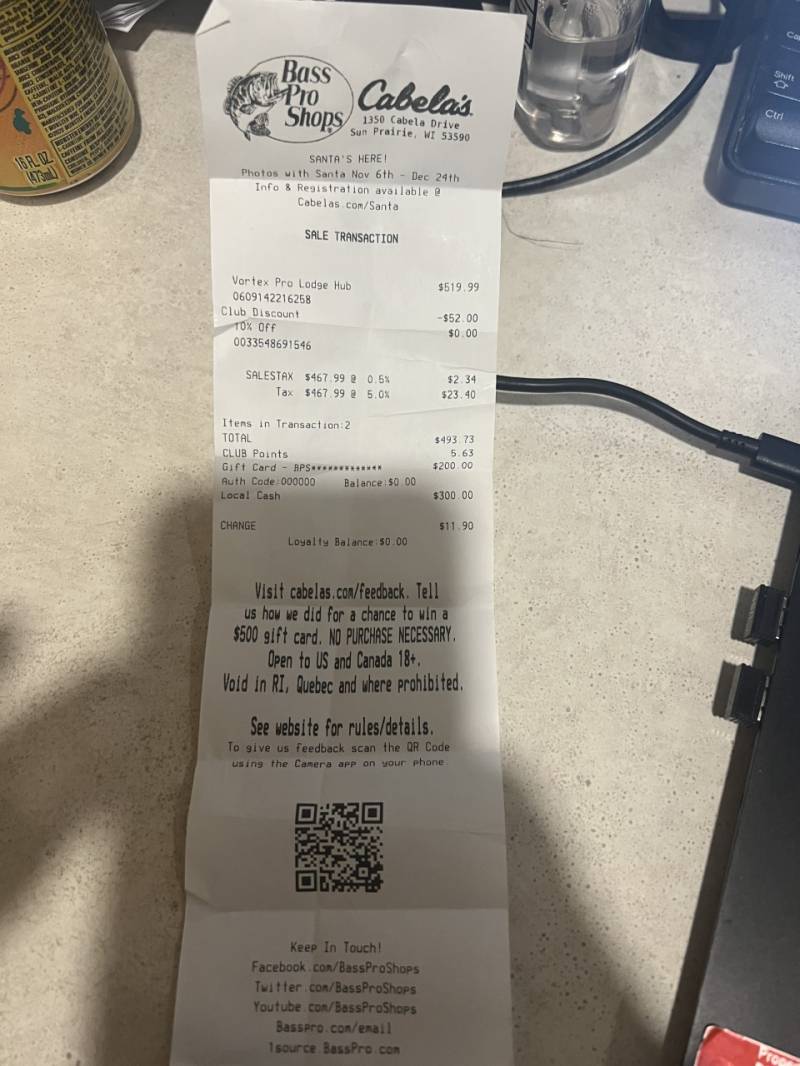 16 FL OZ
(473mL)
Bass
Pro
Shops
Cabela's
1350 Cabela Drive
Sun Prairie, WI 53590
SANTA'S HERE!
Photos with Santa Nov 6th - Dec 24th
Info & Registration available @
Cabelas.com/Santa
SALE TRANSACTION
Vortex Pro Lodge Hub $519.99
0609142216258
Club Discount -$52.00
10% Off $0.00
0033548691546
SALESTAX $467.99 @ 0.5% $2.34
Tax $467.99 @ 5.0% $23.40
Items in Transaction:2
TOTAL $493.73
CLUB Points 5.63
Gift Card - BPS************* $200.00
Auth Code:000000 Balance:$0.00
Local Cash $300.00
CHANGE $11.90
Loyalty Balance:$0.00
Visit cabelas.com/feedback. Tell
us how we did for a chance to win a
$500 gift card. NO PURCHASE NECESSARY.
Open to US and Canada 18+.
Void in RI, Quebec and where prohibited.
See website for rules/details.
To give us feedback scan the QR Code
using the Camera app on your phone.
Keep In Touch!
Facebook.com/BassProShops
Twitter.com/BassProShops
Youtube.com/BassProShops
Basspro.com/email
1source.BassPro.com
Shift
Ctrl